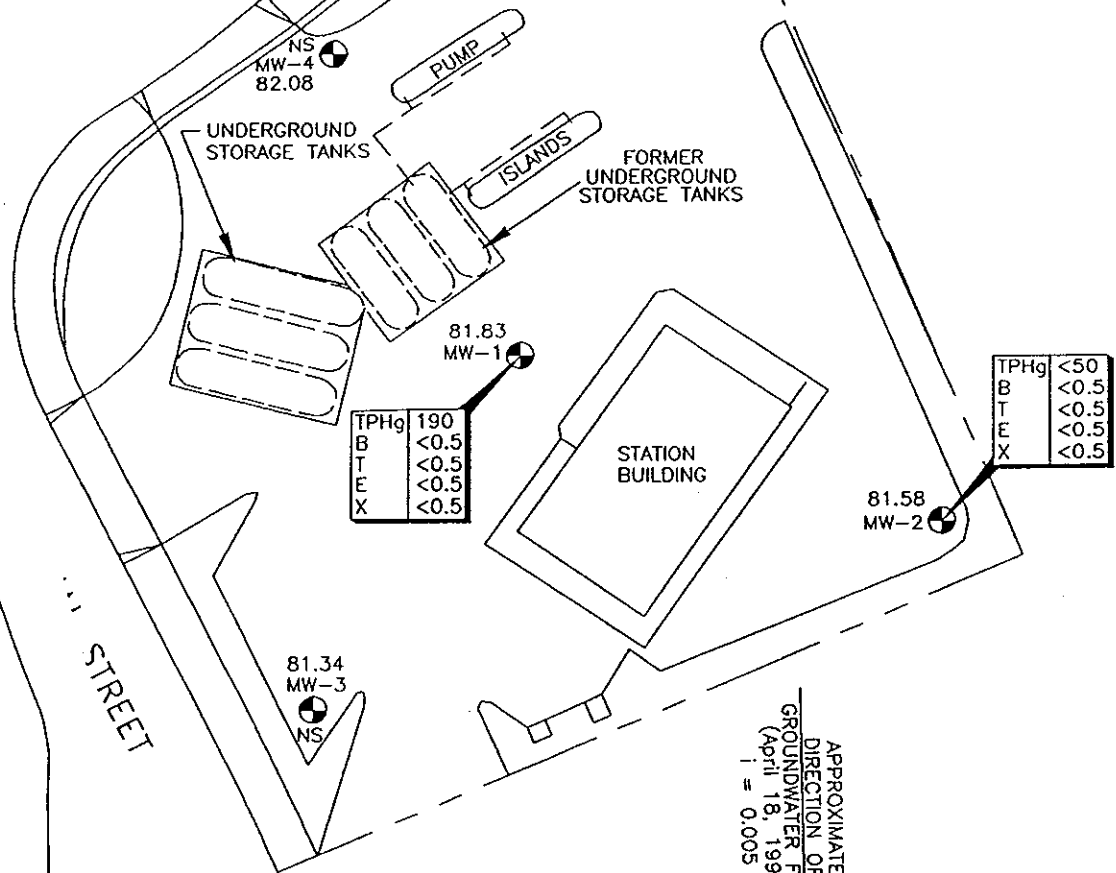 NS
MW-4
82.08
PUMP
UNDERGROUND
STORAGE TANKS
ISLANDS
FORMER
UNDERGROUND
STORAGE TANKS
81.83
MW-1
TPHg 190
B <0.5
T <0.5
E <0.5
X <0.5
STATION
BUILDING
TPHg <50
B <0.5
T <0.5
E <0.5
X <0.5
81.58
MW-2
81.34
MW-3
NS
STREET
APPROXIMATE
DIRECTION OF
GROUNDWATER F
(April 18, 199
i = 0.005